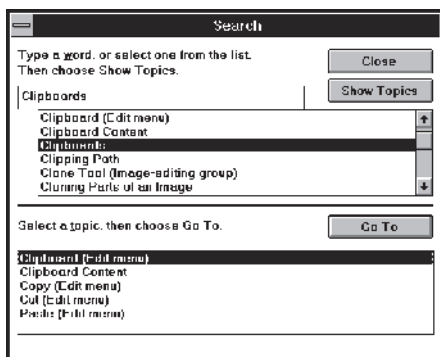 Search
Type a word, or select one from the list.
Then choose Show Topics.
Close
Show Topics
Clipboards
Clipboard (Edit menu)
Clipboard Content
Clipboards
Clipping Path
Clone Tool (Image-editing group)
Cloning Parts of an Image
Select a topic, then choose Go To.
Go To
Clipboard (Edit menu)
Clipboard Content
Copy (Edit menu)
Cut (Edit menu)
Paste (Edit menu)